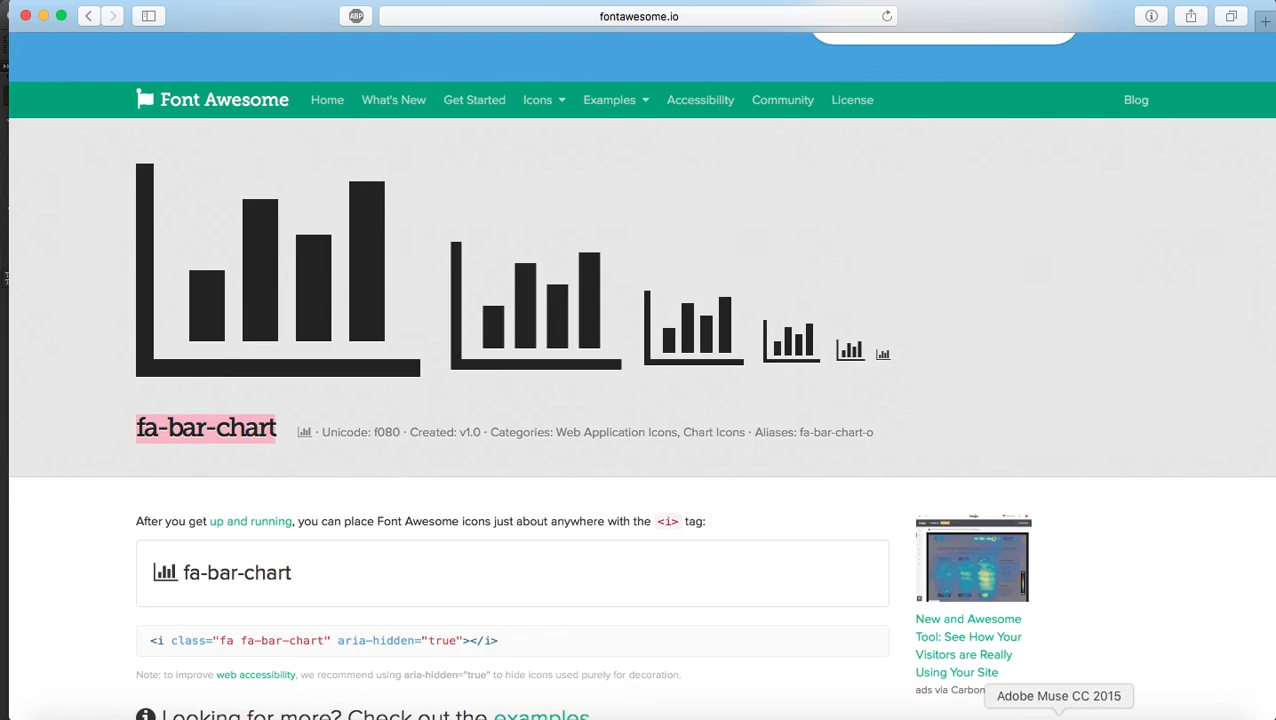 ABP
fontawesome.io
Font Awesome Home What's New Get Started Icons Examples Accessibility Community License Blog
fa-bar-chart · Unicode: f080 · Created: v1.0 · Categories: Web Application Icons, Chart Icons · Aliases: fa-bar-chart-o
After you get up and running, you can place Font Awesome icons just about anywhere with the <i> tag:
fa-bar-chart
<i class="fa fa-bar-chart" aria-hidden="true"></i>
Note: to improve web accessibility, we recommend using aria-hidden="true" to hide icons used purely for decoration.
Looking for more? Check out the examples
New and Awesome
Tool: See How Your
Visitors are Really
Using Your Site
ads via Carbon
Adobe Muse CC 2015